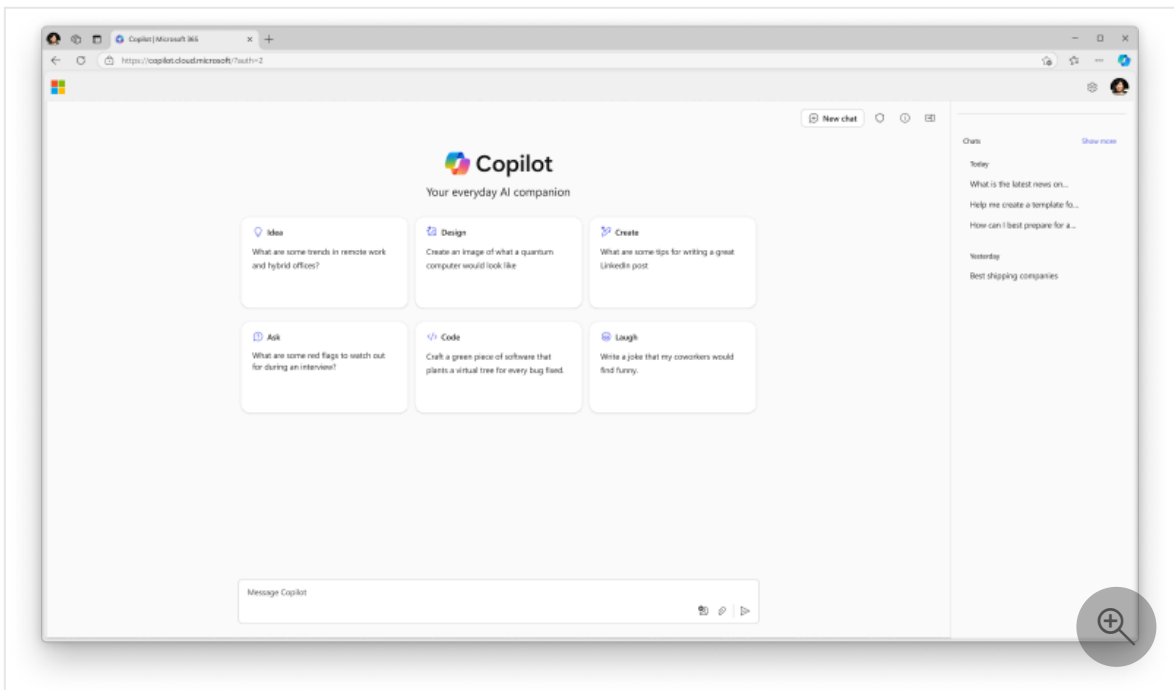 Copilot | Microsoft 365
https://copilot.cloud.microsoft/?auth=2
New chat
Copilot
Your everyday AI companion
Idea
What are some trends in remote work
and hybrid offices?
Design
Create an image of what a quantum
computer would look like
Create
What are some tips for writing a great
LinkedIn post
Ask
What are some red flags to watch out
for during an interview?
Code
Craft a green piece of software that
plants a virtual tree for every bug fixed.
Laugh
Write a joke that my coworkers would
find funny.
Message Copilot
Chats
Show more
Today
What is the latest news on...
Help me create a template fo...
How can I best prepare for a...
Yesterday
Best shipping companies